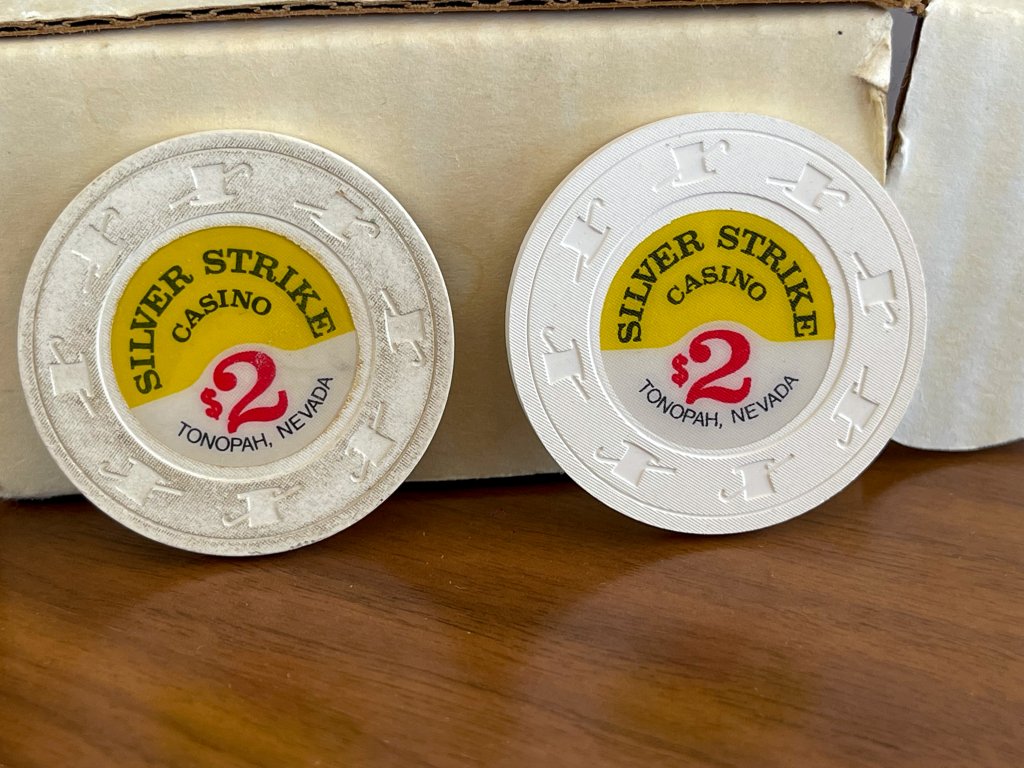 SILVER STRIKE
CASINO
$2
TONOPAH, NEVADA
SILVER STRIKE
CASINO
$2
TONOPAH, NEVADA